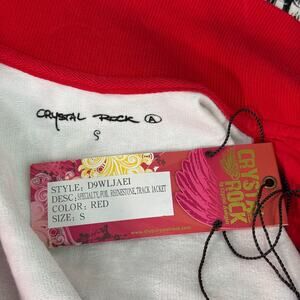 CRYSTAL ROCK A
S
STYLE: D9WLJAEI
DESC: SPECIALTY, FOIL RHINESTONE, TRACK JACKET
COLOR: RED
SIZE: S
CRYSTAL
ROCK